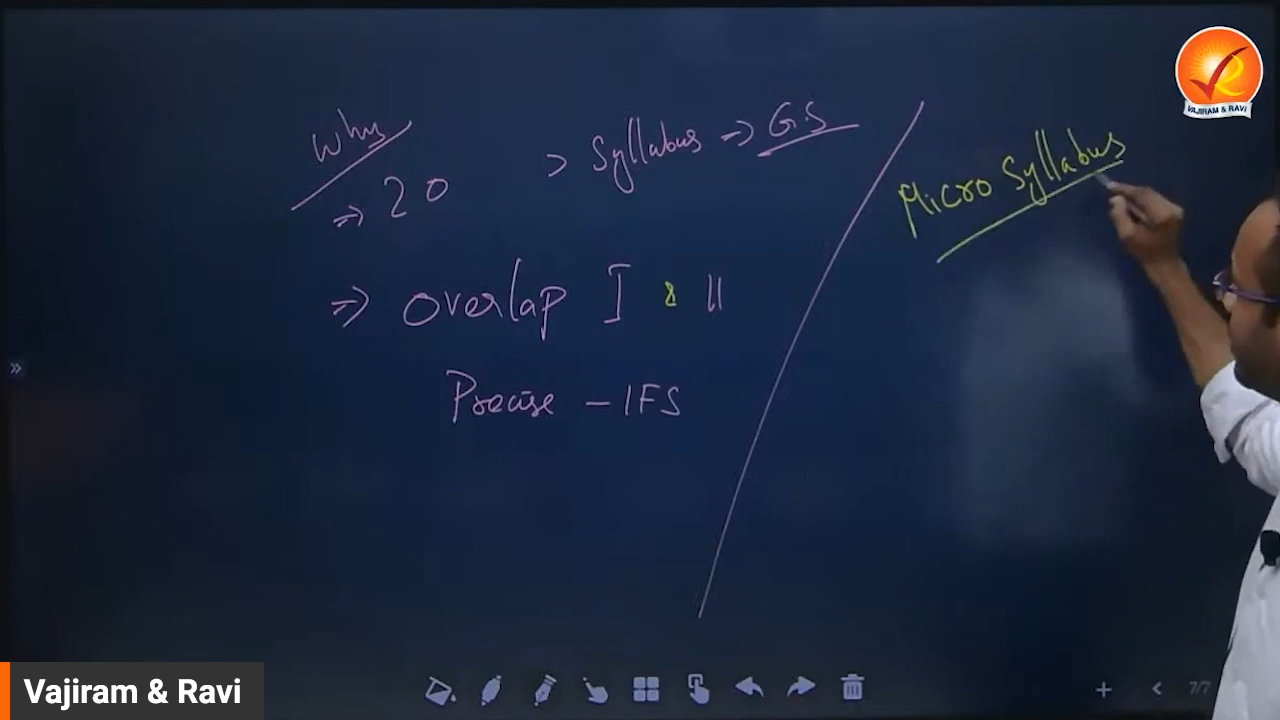 Why
⇒ 20
> Syllabus ⇒ G.S
⇒ overlap I & II
Precise - IFS
Micro Syllabus
VAJIRAM & RAVI
»
+ < 7/7
Vajiram & Ravi